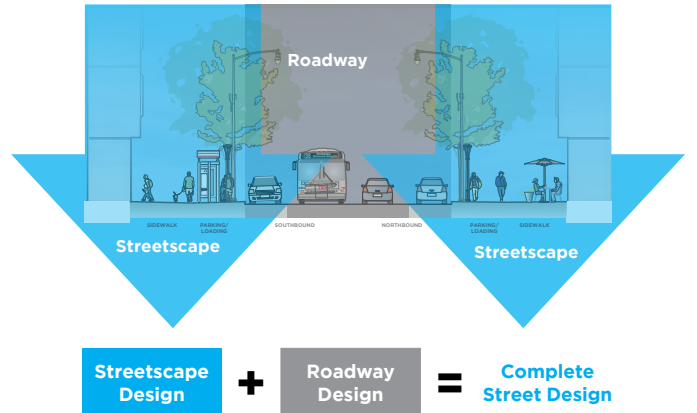 Roadway
SIDEWALK
PARKING/
LOADING
SOUTHBOUND
NORTHBOUND
PARKING/
LOADING
SIDEWALK
Streetscape
Streetscape
Streetscape
Design
+
Roadway
Design
=
Complete
Street Design